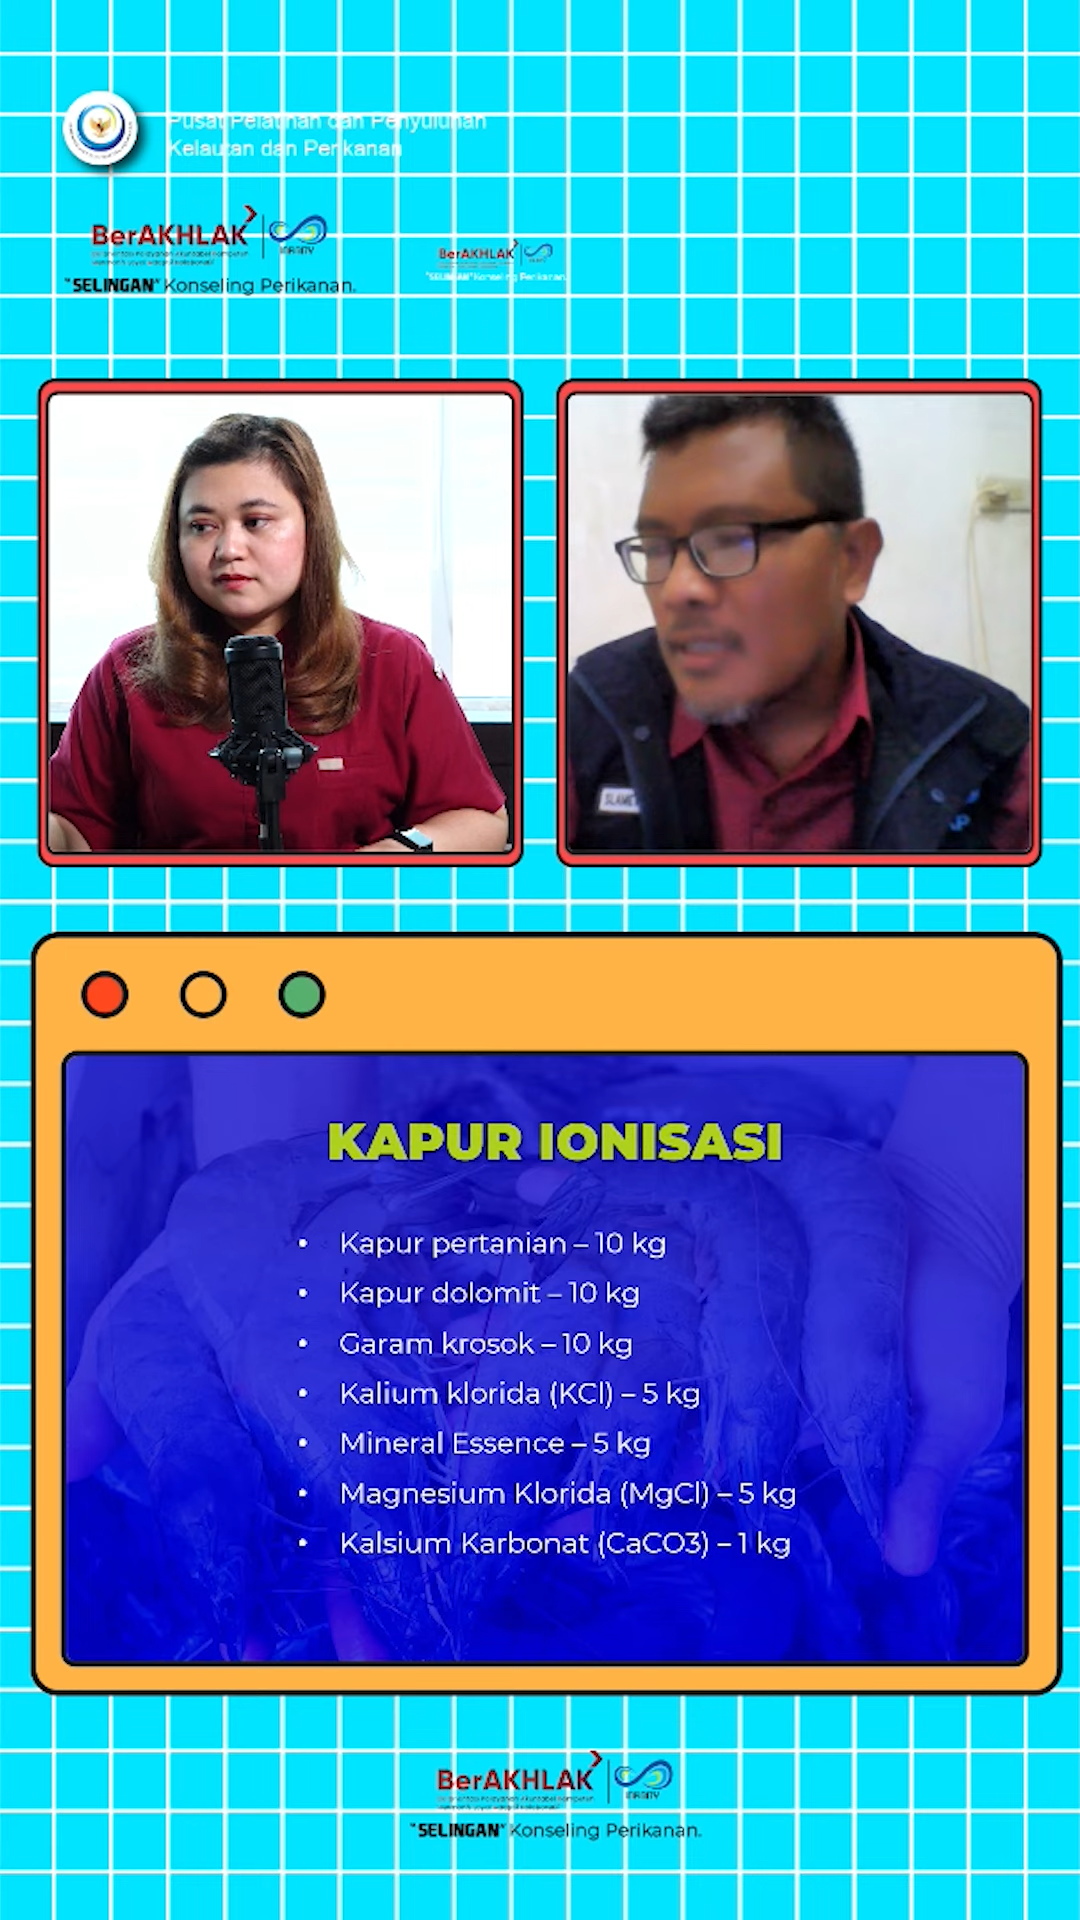 Pusat Pelatihan dan Penyuluhan
Kelautan dan Perikanan
BerAKHLAK
"SELINGAN" Konseling Perikanan.
BerAKHLAK
"SELINGAN" Konseling Perikanan.
SLAMET
KAPUR IONISASI
• Kapur pertanian – 10 kg
• Kapur dolomit – 10 kg
• Garam krosok – 10 kg
• Kalium klorida (KCl) – 5 kg
• Mineral Essence – 5 kg
• Magnesium Klorida (MgCl) – 5 kg
• Kalsium Karbonat (CaCO3) – 1 kg
BerAKHLAK
"SELINGAN" Konseling Perikanan.